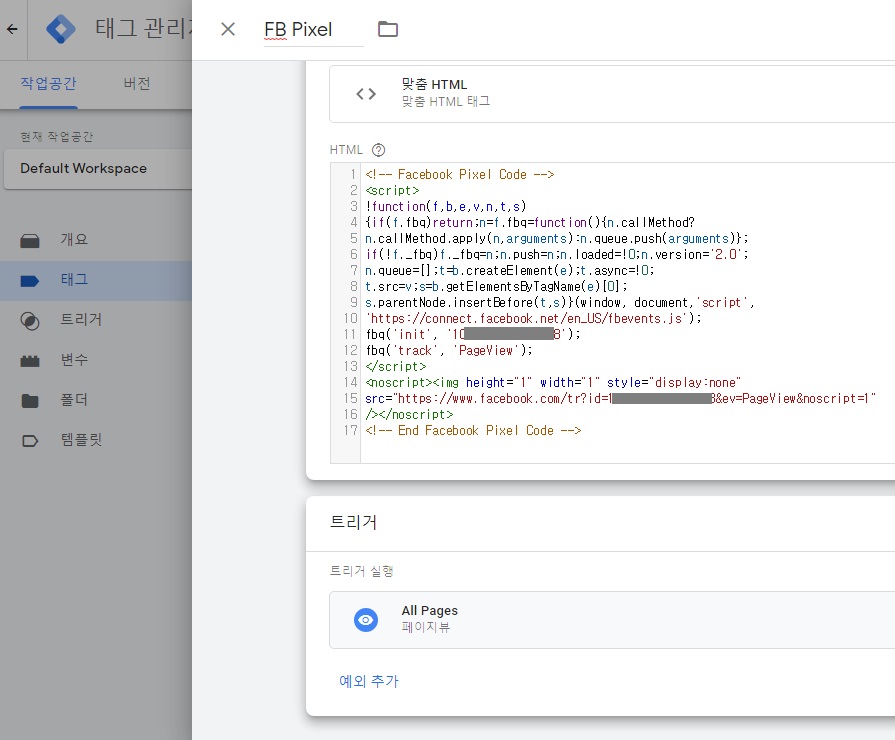 태그 관리
FB Pixel
작업공간
버전
현재 작업공간
Default Workspace
개요
태그
트리거
변수
폴더
템플릿
맞춤 HTML
맞춤 HTML 태그
HTML
1 <!-- Facebook Pixel Code -->
2 <script>
3 !function(f,b,e,v,n,t,s)
4 {if(f.fbq)return;n=f.fbq=function(){n.callMethod?
5 n.callMethod.apply(n,arguments):n.queue.push(arguments)};
6 if(!f._fbq)f._fbq=n;n.push=n;n.loaded=!0;n.version='2.0';
7 n.queue=[];t=b.createElement(e);t.async=!0;
8 t.src=v;s=b.getElementsByTagName(e)[0];
9 s.parentNode.insertBefore(t,s)}(window, document,'script',
10 'https://connect.facebook.net/en_US/fbevents.js');
11 fbq('init', '10 8');
12 fbq('track', 'PageView');
13 </script>
14 <noscript><img height="1" width="1" style="display:none"
15 src="https://www.facebook.com/tr?id=1 8&ev=PageView&noscript=1"
16 /></noscript>
17 <!-- End Facebook Pixel Code -->
트리거
트리거 실행
All Pages
페이지뷰
예외 추가